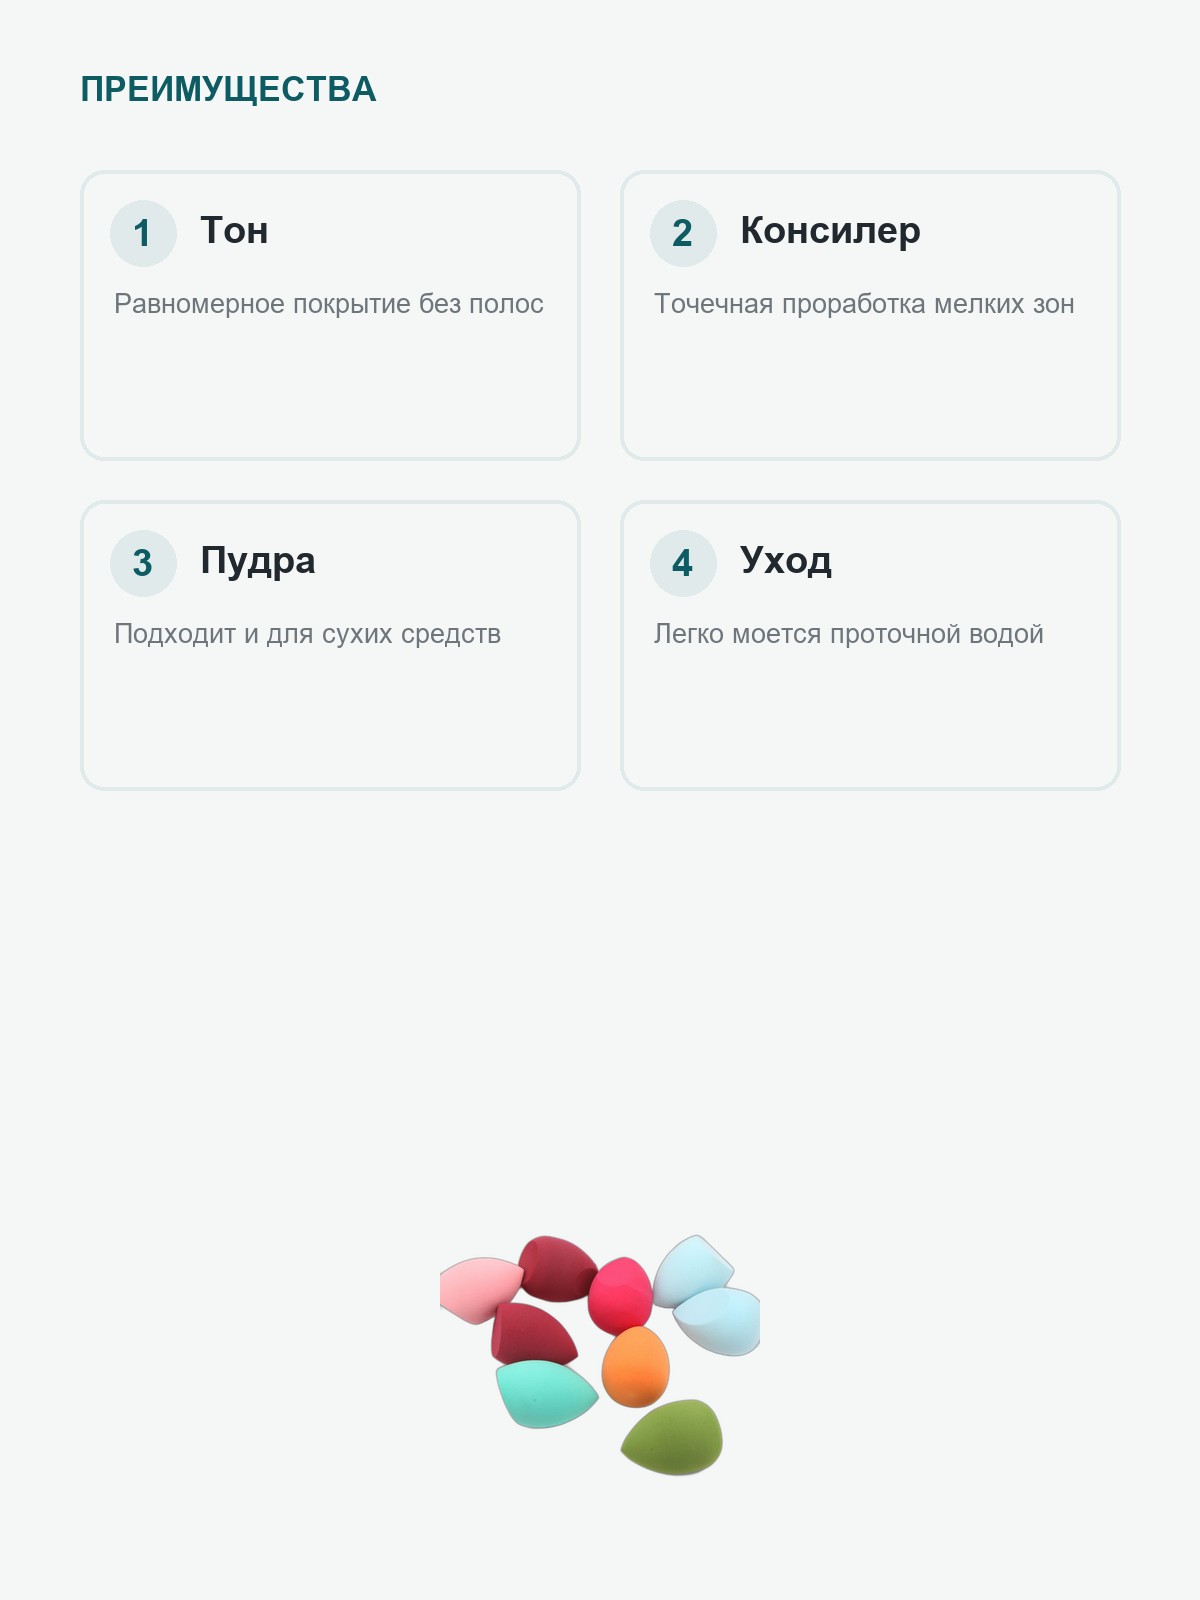 ПРЕИМУЩЕСТВА
1 Тон
Равномерное покрытие без полос
2 Консилер
Точечная проработка мелких зон
3 Пудра
Подходит и для сухих средств
4 Уход
Легко моется проточной водой